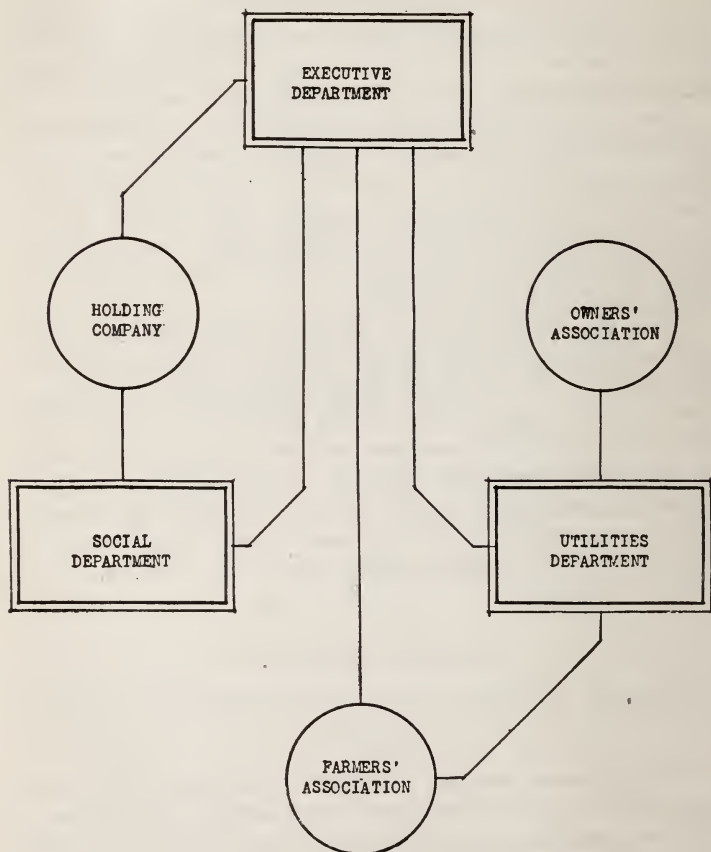 EXECUTIVE
DEPARTMENT
HOLDING
COMPANY
OWNERS'
ASSOCIATION
SOCIAL
DEPARTMENT
UTILITIES
DEPARTMENT
FARMERS'
ASSOCIATION